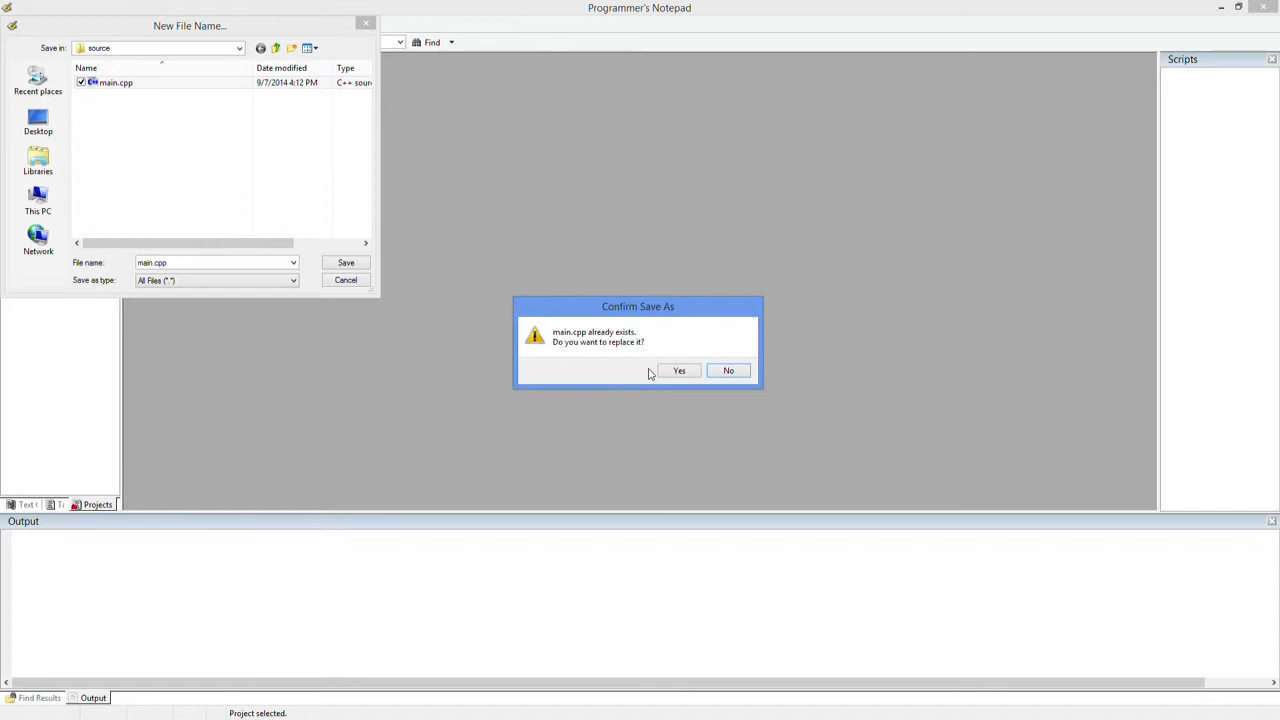 Programmer's Notepad
New File Name...
Save in:
source
Find
Scripts
Name
Date modified
Type
main.cpp
9/7/2014 4:12 PM
C++ sour
Recent places
Desktop
Libraries
This PC
Network
File name:
main.cpp
Save
Save as type:
All Files (*.*)
Cancel
Confirm Save As
main.cpp already exists.
Do you want to replace it?
Yes
No
Text
Projects
Output
Find Results
Output
Project selected.